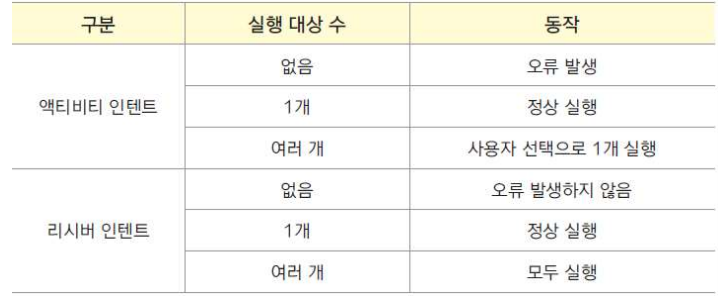 구분 실행 대상 수 동작
없음 오류 발생
액티비티 인텐트 1개 정상 실행
여러 개 사용자 선택으로 1개 실행
없음 오류 발생하지 않음
리시버 인텐트 1개 정상 실행
여러 개 모두 실행